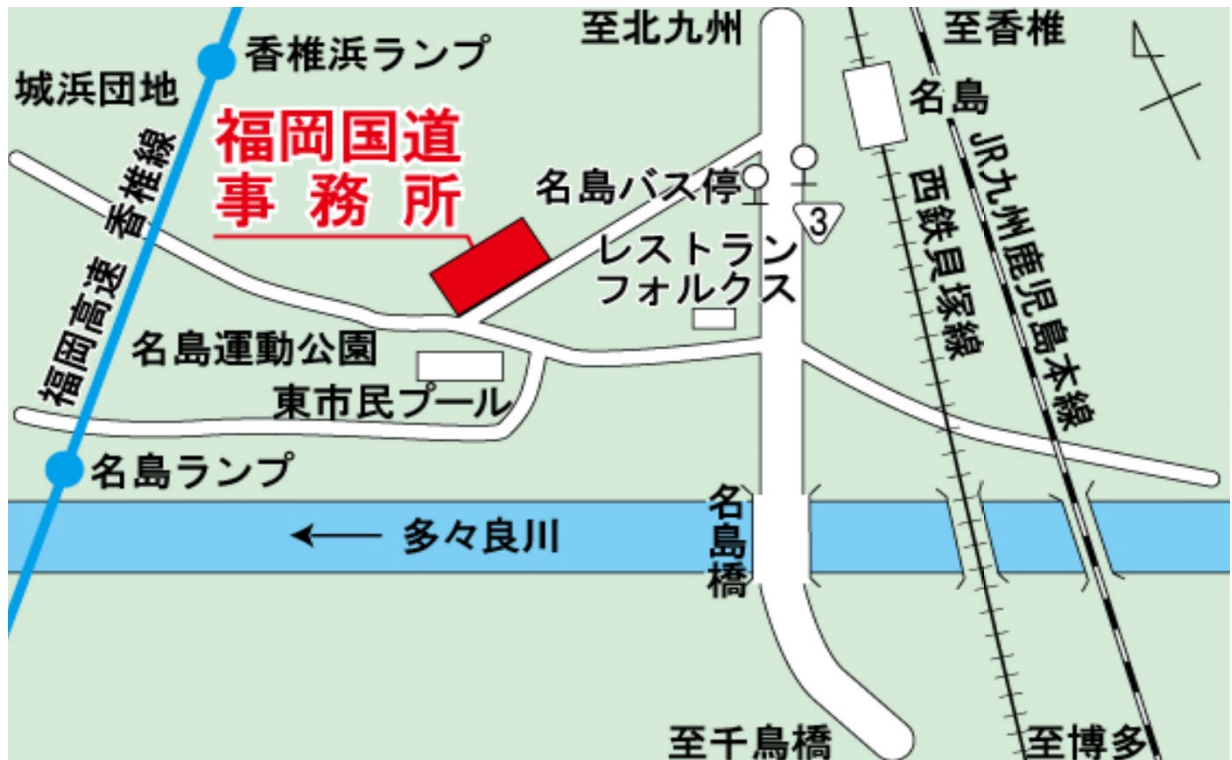 至北九州
至香椎
香椎浜ランプ
城浜団地
名島
福岡国道
事務所
名島バス停
3
レストラン
フォルクス
福岡高速 香椎線
西鉄貝塚線
JR九州鹿児島本線
名島運動公園
東市民プール
名島ランプ
名島橋
← 多々良川
至千鳥橋
至博多